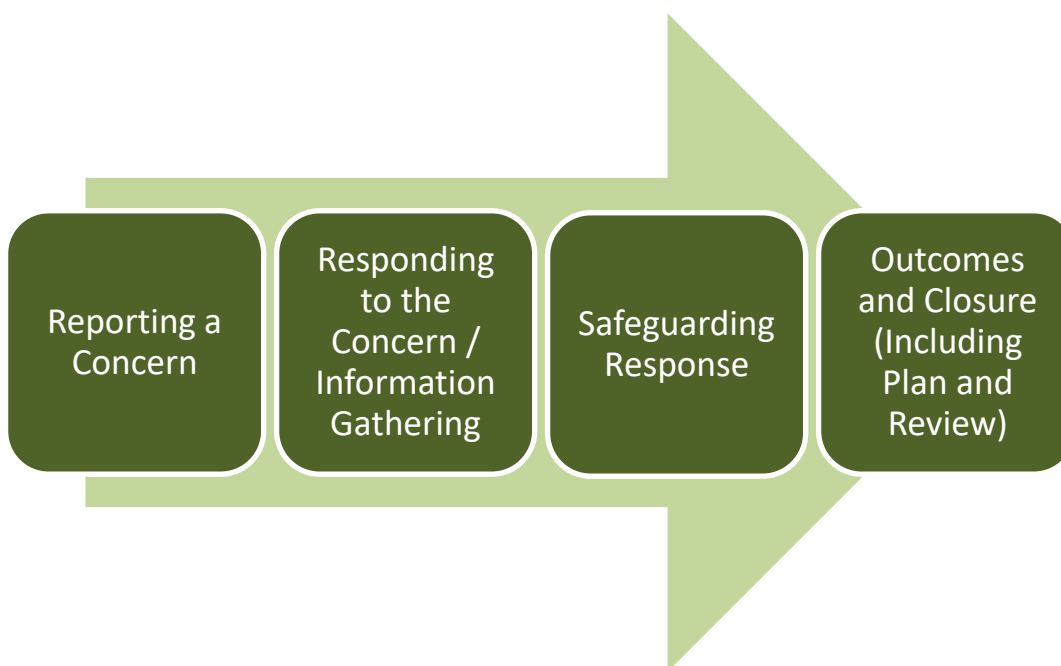 Reporting a
Concern
Responding
to the
Concern /
Information
Gathering
Safeguarding
Response
Outcomes
and Closure
(Including
Plan and
Review)